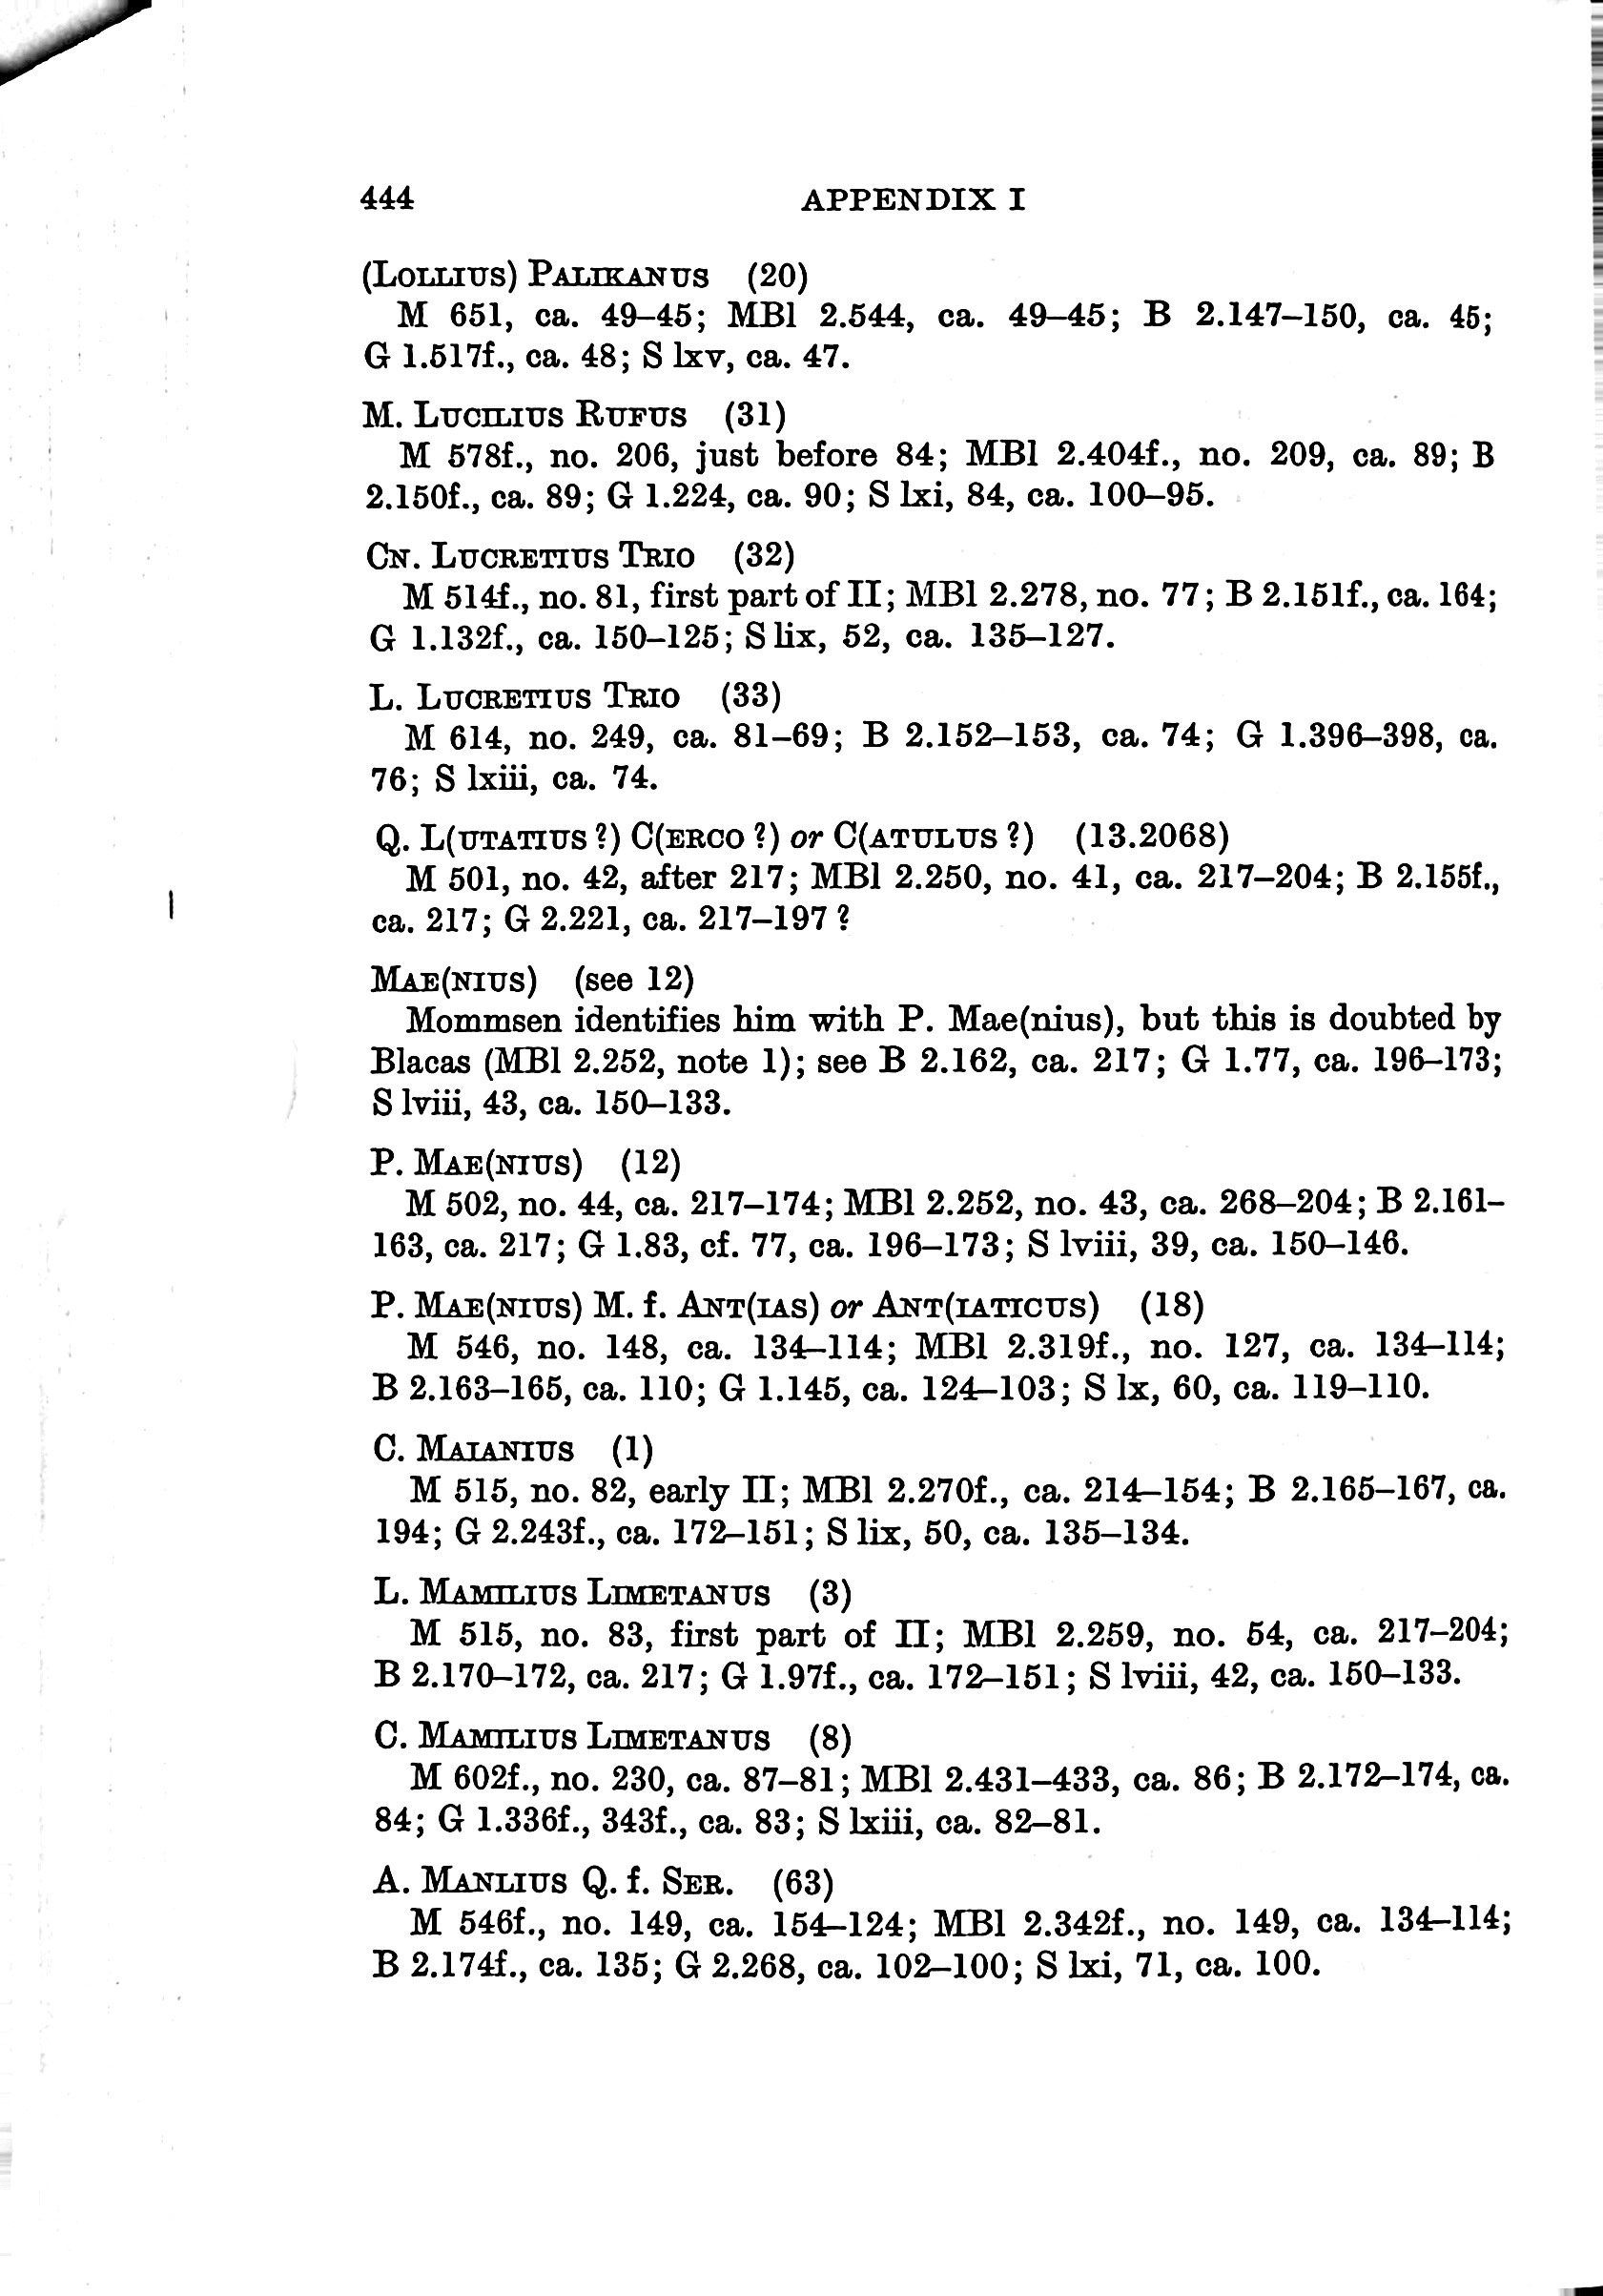 444 APPENDIX I
(LOLLIUS) PALIKANUS (20)
M 651, ca. 49–45; MBl 2.544, ca. 49–45; B 2.147–150, ca. 45;
G 1.517f., ca. 48; S lxv, ca. 47.
M. LUCILIUS RUFUS (31)
M 578f., no. 206, just before 84; MBl 2.404f., no. 209, ca. 89; B
2.150f., ca. 89; G 1.224, ca. 90; S lxi, 84, ca. 100–95.
CN. LUCRETIUS TRIO (32)
M 514f., no. 81, first part of II; MBl 2.278, no. 77; B 2.151f., ca. 164;
G 1.132f., ca. 150–125; S lix, 52, ca. 135–127.
L. LUCRETIUS TRIO (33)
M 614, no. 249, ca. 81–69; B 2.152–153, ca. 74; G 1.396–398, ca.
76; S lxiii, ca. 74.
Q. L(UTATIUS ?) C(ERCO ?) or C(ATULUS ?) (13.2068)
M 501, no. 42, after 217; MBl 2.250, no. 41, ca. 217–204; B 2.155f.,
ca. 217; G 2.221, ca. 217–197 ?
MAE(NIUS) (see 12)
Mommsen identifies him with P. Mae(nius), but this is doubted by
Blacas (MBl 2.252, note 1); see B 2.162, ca. 217; G 1.77, ca. 196–173;
S lviii, 43, ca. 150–133.
P. MAE(NIUS) (12)
M 502, no. 44, ca. 217–174; MBl 2.252, no. 43, ca. 268–204; B 2.161–
163, ca. 217; G 1.83, cf. 77, ca. 196–173; S lviii, 39, ca. 150–146.
P. MAE(NIUS) M. f. ANT(IAS) or ANT(IATICUS) (18)
M 546, no. 148, ca. 134–114; MBl 2.319f., no. 127, ca. 134–114;
B 2.163–165, ca. 110; G 1.145, ca. 124–103; S lx, 60, ca. 119–110.
C. MAIANIUS (1)
M 515, no. 82, early II; MBl 2.270f., ca. 214–154; B 2.165–167, ca.
194; G 2.243f., ca. 172–151; S lix, 50, ca. 135–134.
L. MAMILIUS LIMETANUS (3)
M 515, no. 83, first part of II; MBl 2.259, no. 54, ca. 217–204;
B 2.170–172, ca. 217; G 1.97f., ca. 172–151; S lviii, 42, ca. 150–133.
C. MAMILIUS LIMETANUS (8)
M 602f., no. 230, ca. 87–81; MBl 2.431–433, ca. 86; B 2.172–174, ca.
84; G 1.336f., 343f., ca. 83; S lxiii, ca. 82–81.
A. MANLIUS Q. f. SER. (63)
M 546f., no. 149, ca. 154–124; MBl 2.342f., no. 149, ca. 134–114;
B 2.174f., ca. 135; G 2.268, ca. 102–100; S lxi, 71, ca. 100.